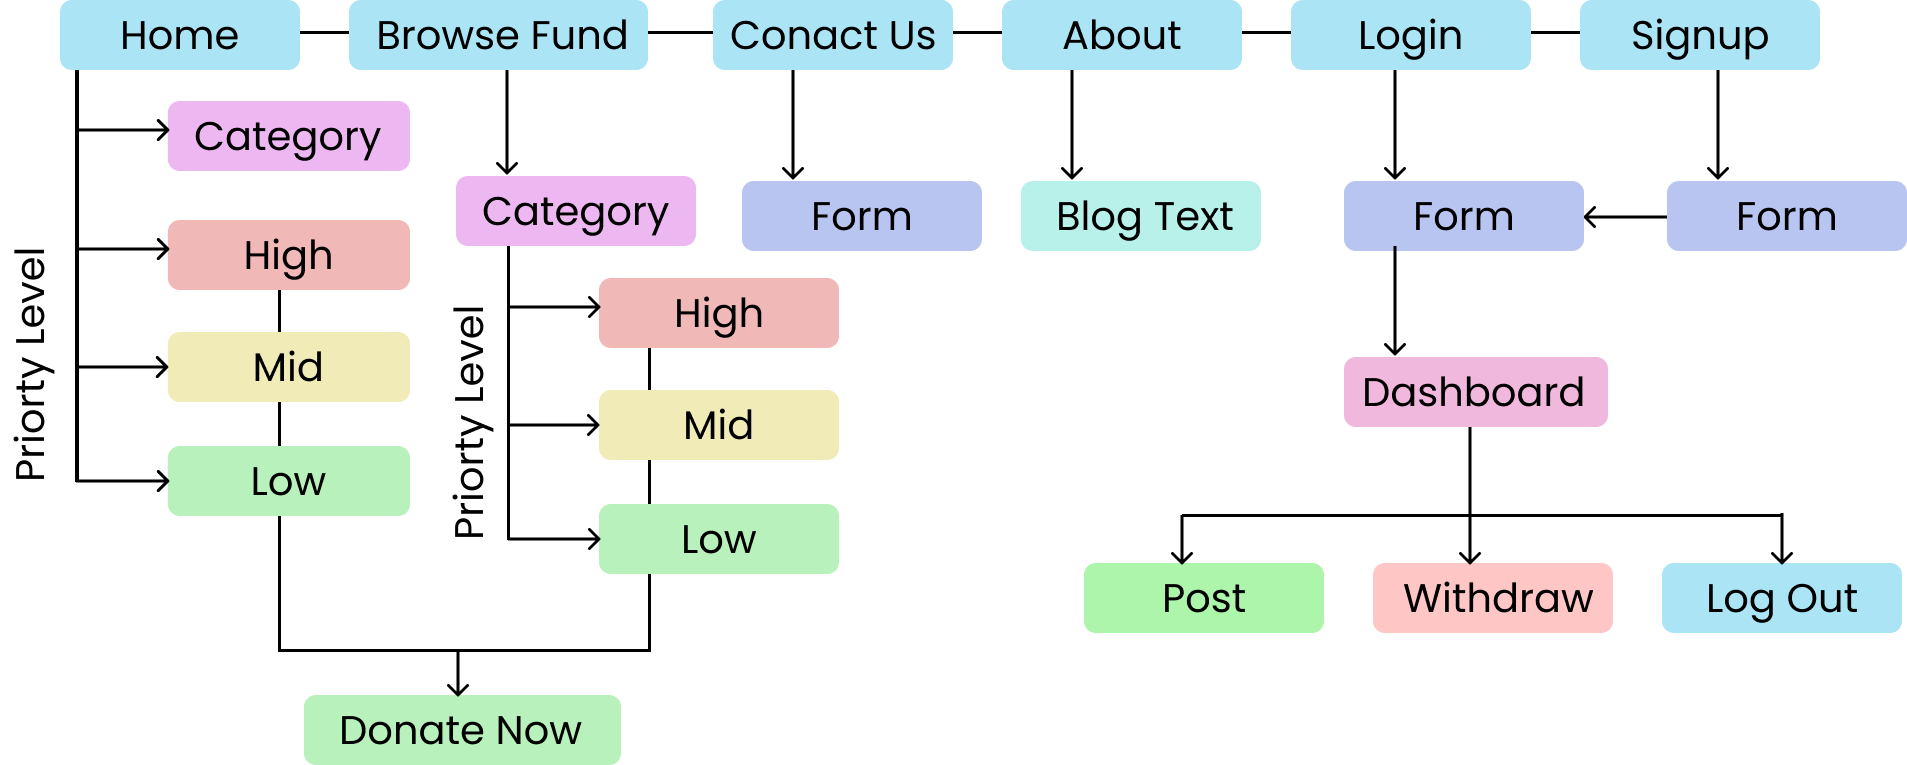 Home
Browse Fund
Conact Us
About
Login
Signup
Category
High
Mid
Low
Priorty Level
Category
High
Mid
Low
Priorty Level
Form
Blog Text
Form
Form
Dashboard
Post
Withdraw
Log Out
Donate Now